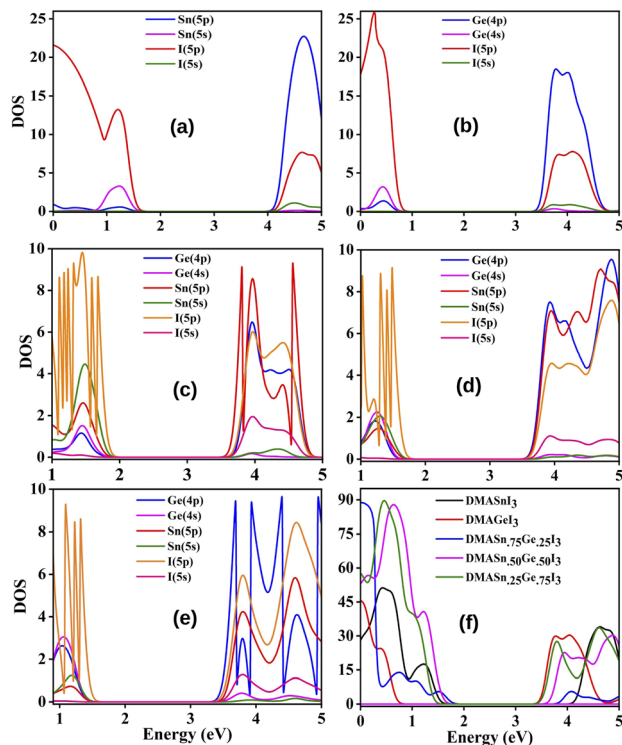 25
20
15
10
5
0
DOS
Sn(5p)
Sn(5s)
I(5p)
I(5s)
(a)
0 1 2 3 4 5
25
20
15
10
5
0
Ge(4p)
Ge(4s)
I(5p)
I(5s)
(b)
0 1 2 3 4 5
10
8
6
4
2
0
DOS
Ge(4p)
Ge(4s)
Sn(5p)
Sn(5s)
I(5p)
I(5s)
(c)
1 2 3 4 5
10
8
6
4
2
0
Ge(4p)
Ge(4s)
Sn(5p)
Sn(5s)
I(5p)
I(5s)
(d)
0 1 2 3 4 5
10
8
6
4
2
0
DOS
Ge(4p)
Ge(4s)
Sn(5p)
Sn(5s)
I(5p)
I(5s)
(e)
1 2 3 4 5
Energy (eV)
90
75
60
45
30
15
0
DMASnI3
DMAGeI3
DMASn.75Ge.25I3
DMASn.50Ge.50I3
DMASn.25Ge.75I3
(f)
0 1 2 3 4 5
Energy (eV)